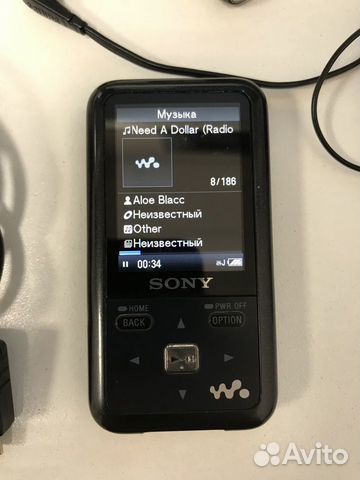 Музыка
Need A Dollar (Radio
8/186
Aloe Blacc
Неизвестный
Other
Неизвестный
00:34
SONY
HOME
PWR OFF
BACK
OPTION
Avito